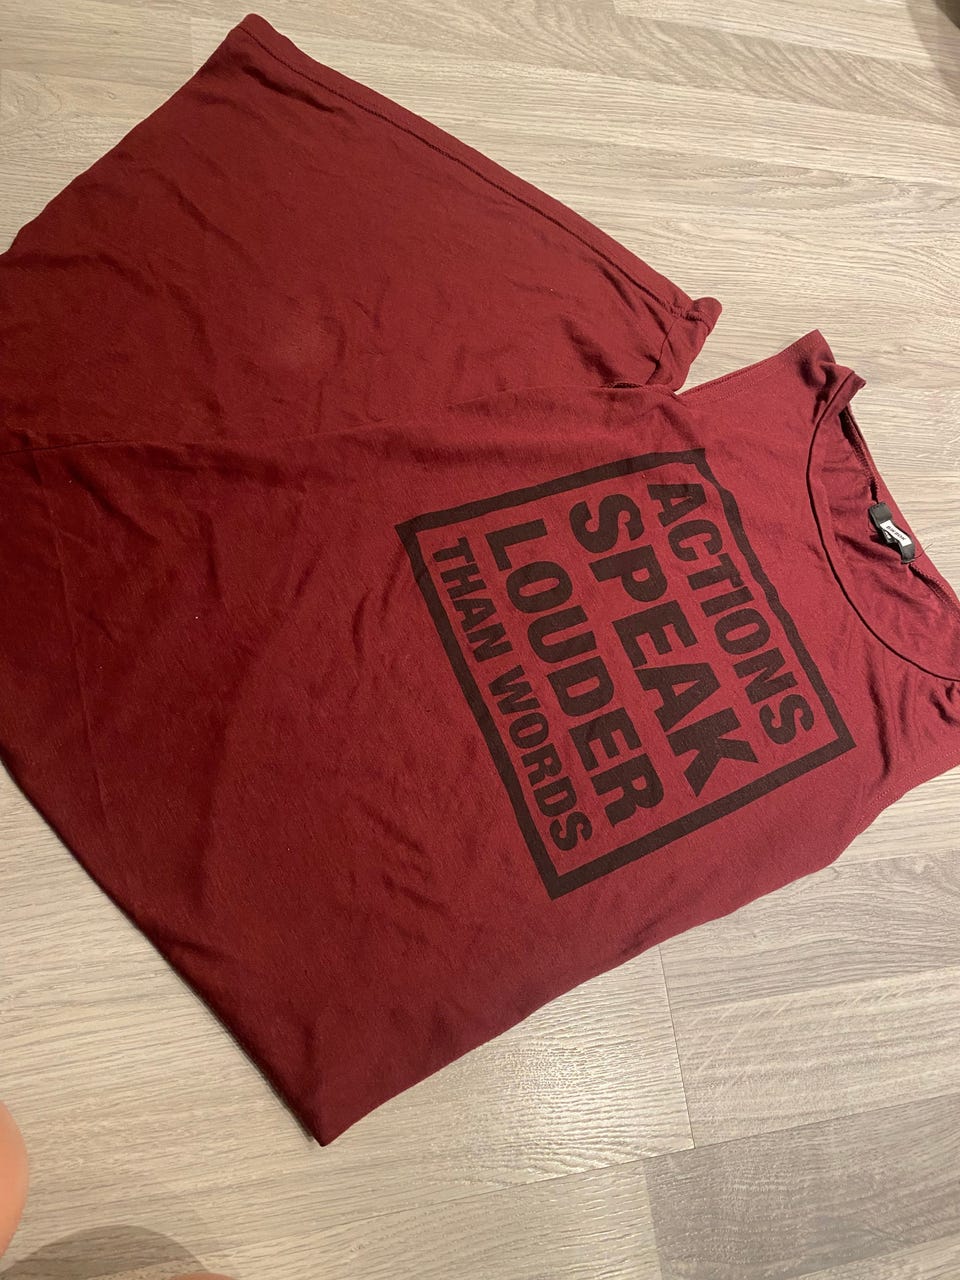 ACTIONS
SPEAK
LOUDER
THAN WORDS